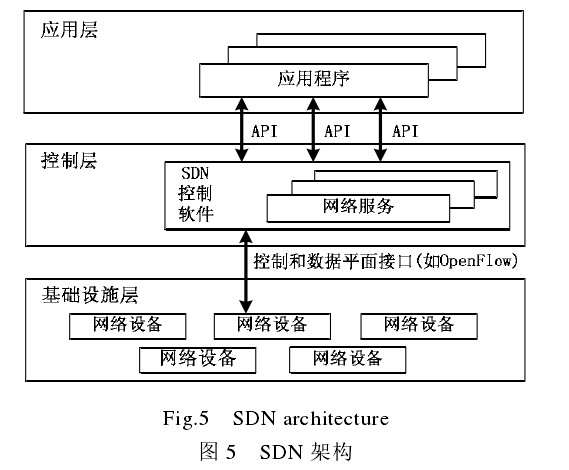 应用层
应用程序
API API API
控制层
SDN
控制
软件
网络服务
控制和数据平面接口(如OpenFlow)
基础设施层
网络设备 网络设备 网络设备
网络设备 网络设备
Fig.5 SDN architecture
图 5 SDN 架构